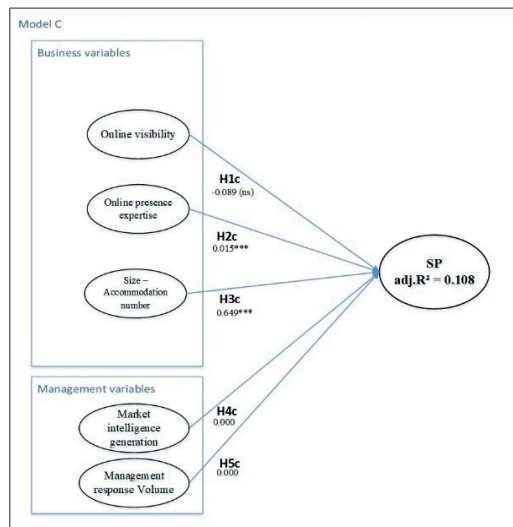 Model C
Business variables
Online visibility
H1c
-0.089 (ns)
Online presence
expertise
H2c
0.015***
Size –
Accommodation
number
H3c
0.649***
SP
adj.R² = 0.108
Management variables
Market
intelligence
generation
H4c
0.000
Management
response Volume
H5c
0.000